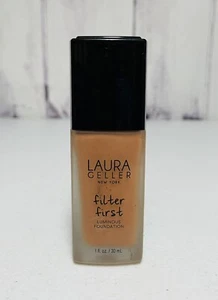 LAURA
GELLER
NEW YORK
filter
first
LUMINOUS
FOUNDATION
1 fl. oz. / 30 ml